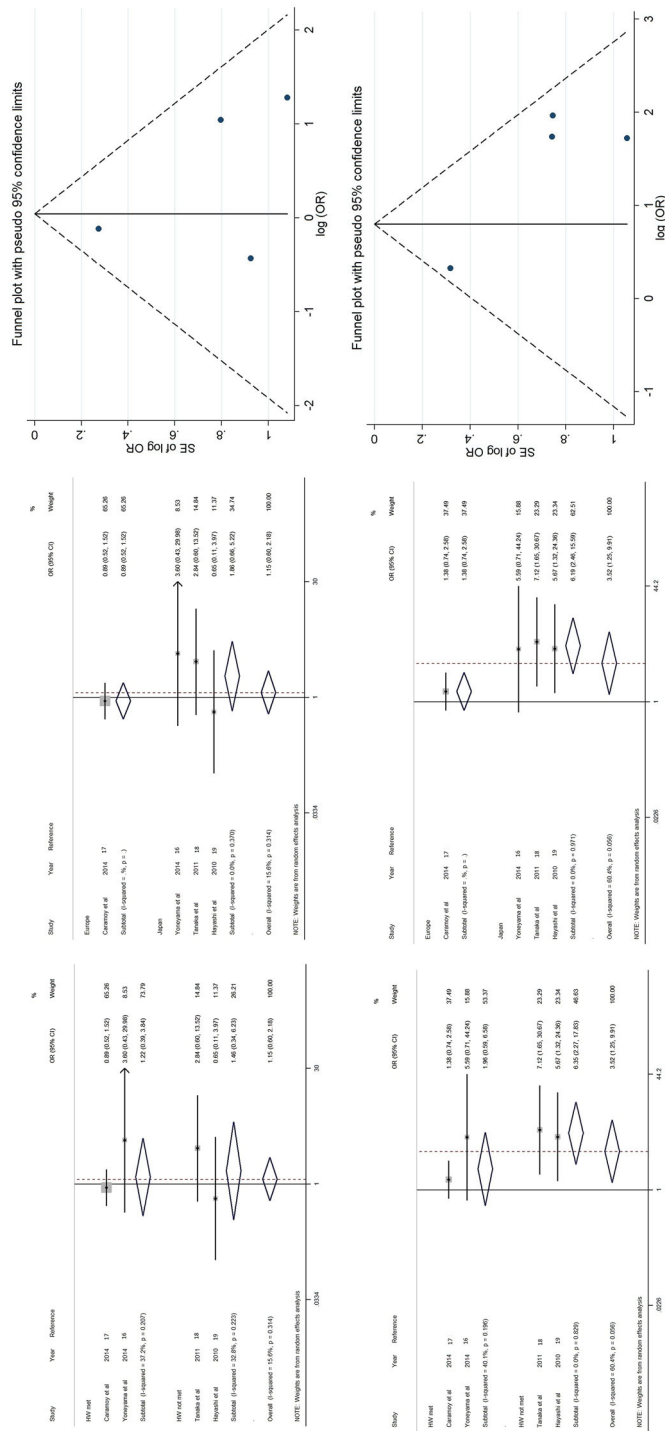 Study Year Reference OR (95% CI) % Weight
HW met
Caramoy et al 2014 17 0.89 (0.52, 1.52) 65.26
Yoneyama et al 2014 16 3.60 (0.43, 29.98) 8.53
Subtotal (I-squared = 37.2%, p = 0.207) 1.22 (0.39, 3.84) 73.79
.
HW not met
Tanaka et al 2011 18 2.84 (0.60, 13.52) 14.84
Hayashi et al 2010 19 0.65 (0.11, 3.97) 11.37
Subtotal (I-squared = 32.8%, p = 0.223) 1.46 (0.34, 6.23) 26.21
.
Overall (I-squared = 15.6%, p = 0.314) 1.15 (0.60, 2.18) 100.00
NOTE: Weights are from random effects analysis
.0334 1 30
Study Year Reference OR (95% CI) % Weight
Europe
Caramoy et al 2014 17 0.89 (0.52, 1.52) 65.26
Subtotal (I-squared = .%, p = .) 0.89 (0.52, 1.52) 65.26
.
Japan
Yoneyama et al 2014 16 3.60 (0.43, 29.98) 8.53
Tanaka et al 2011 18 2.84 (0.60, 13.52) 14.84
Hayashi et al 2010 19 0.65 (0.11, 3.97) 11.37
Subtotal (I-squared = 0.0%, p = 0.370) 1.86 (0.66, 5.22) 34.74
.
Overall (I-squared = 15.6%, p = 0.314) 1.15 (0.60, 2.18) 100.00
NOTE: Weights are from random effects analysis
.0334 1 30
Funnel plot with pseudo 95% confidence limits
SE of log OR
0
.2
.4
.6
.8
1
-2 -1 0 1 2
log (OR)
Study Year Reference OR (95% CI) % Weight
HW met
Caramoy et al 2014 17 1.38 (0.74, 2.58) 37.49
Yoneyama et al 2014 16 5.59 (0.71, 44.24) 15.88
Subtotal (I-squared = 40.1%, p = 0.196) 1.96 (0.59, 6.58) 53.37
.
HW not met
Tanaka et al 2011 18 7.12 (1.65, 30.67) 23.29
Hayashi et al 2010 19 5.67 (1.32, 24.36) 23.34
Subtotal (I-squared = 0.0%, p = 0.829) 6.35 (2.27, 17.83) 46.63
.
Overall (I-squared = 60.4%, p = 0.056) 3.52 (1.25, 9.91) 100.00
NOTE: Weights are from random effects analysis
.0226 1 44.2
Study Year Reference OR (95% CI) % Weight
Europe
Caramoy et al 2014 17 1.38 (0.74, 2.58) 37.49
Subtotal (I-squared = .%, p = .) 1.38 (0.74, 2.58) 37.49
.
Japan
Yoneyama et al 2014 16 5.59 (0.71, 44.24) 15.88
Tanaka et al 2011 18 7.12 (1.65, 30.67) 23.29
Hayashi et al 2010 19 5.67 (1.32, 24.36) 23.34
Subtotal (I-squared = 0.0%, p = 0.971) 6.19 (2.46, 15.59) 62.51
.
Overall (I-squared = 60.4%, p = 0.056) 3.52 (1.25, 9.91) 100.00
NOTE: Weights are from random effects analysis
.0226 1 44.2
Funnel plot with pseudo 95% confidence limits
SE of log OR
0
.2
.4
.6
.8
1
-1 0 1 2 3
log (OR)